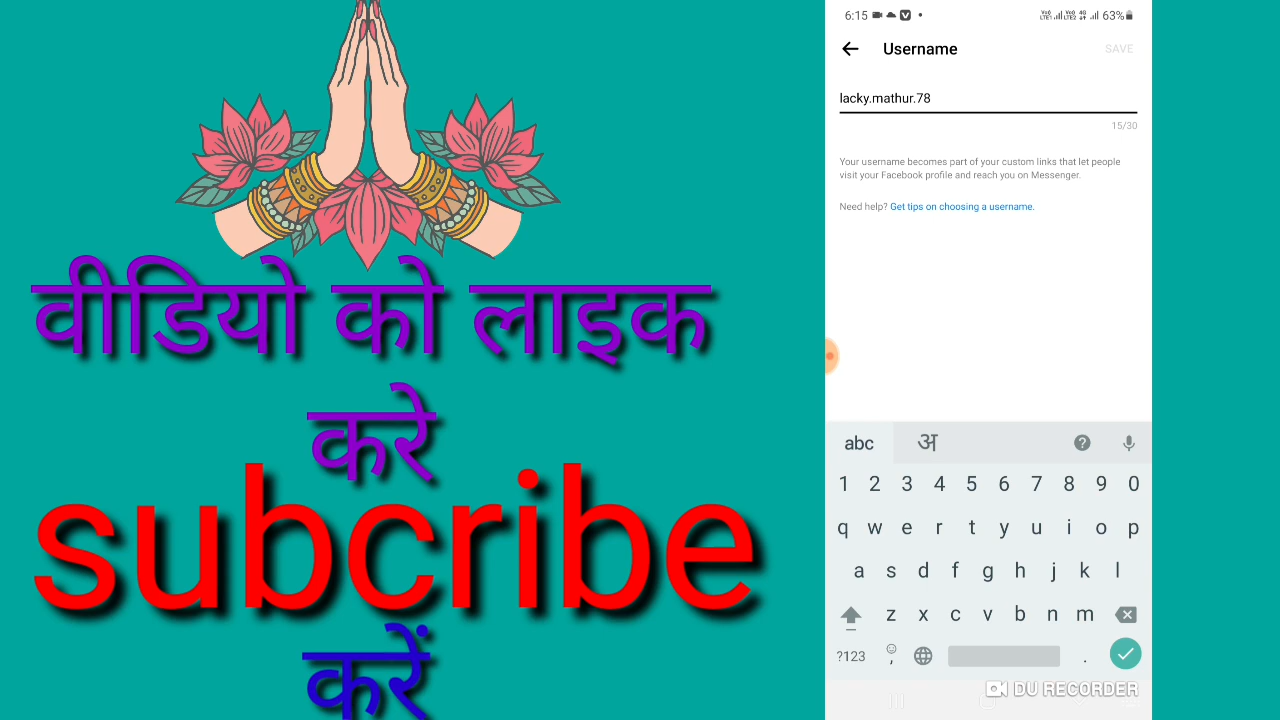 वीडियो को लाइक
करे
subcribe
करें
6:15
63%
Username
SAVE
lacky.mathur.78
15/30
Your username becomes part of your custom links that let people
visit your Facebook profile and reach you on Messenger.
Need help? Get tips on choosing a username.
abc अ
1 2 3 4 5 6 7 8 9 0
q w e r t y u i o p
a s d f g h j k l
z x c v b n m
?123 , .
DU RECORDER